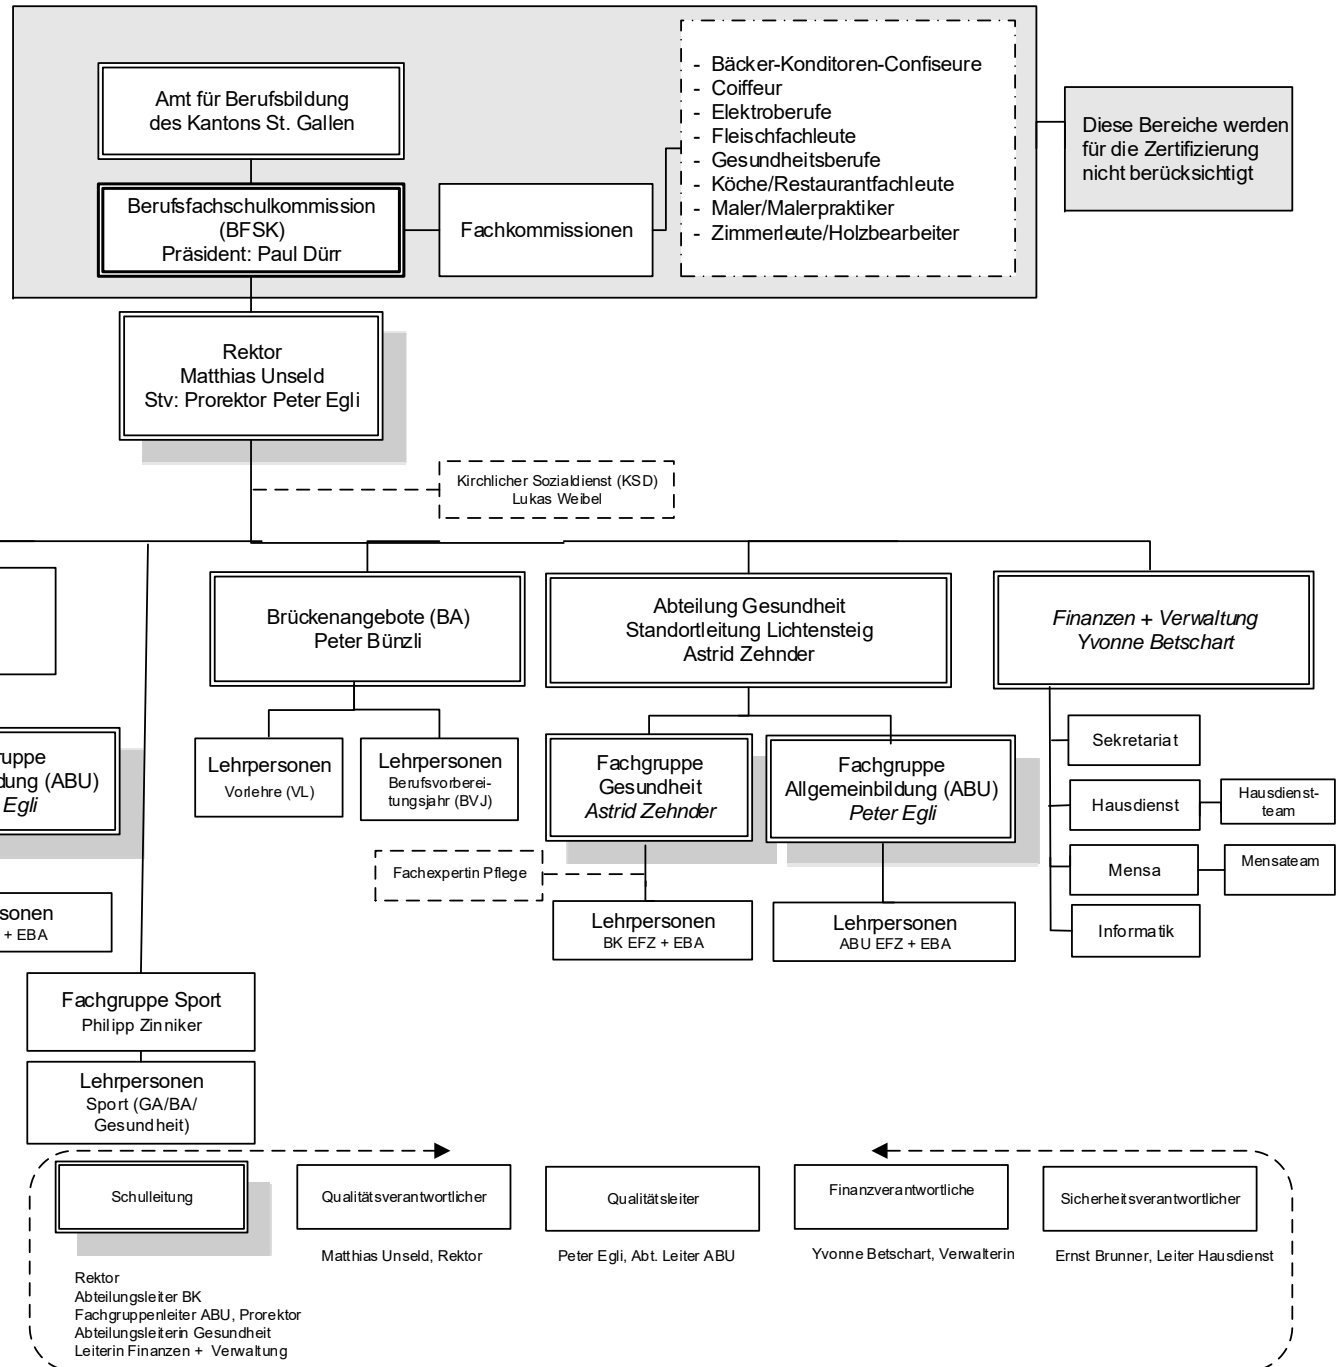 Amt für Berufsbildung
des Kantons St. Gallen
Berufsfachschulkommission
(BFSK)
Präsident: Paul Dürr
Fachkommissionen
- Bäcker-Konditoren-Confiseure
- Coiffeur
- Elektroberufe
- Fleischfachleute
- Gesundheitsberufe
- Köche/Restaurantfachleute
- Maler/Malerpraktiker
- Zimmerleute/Holzbearbeiter
Diese Bereiche werden
für die Zertifizierung
nicht berücksichtigt
Rektor
Matthias Unseld
Stv: Prorektor Peter Egli
Kirchlicher Sozialdienst (KSD)
Lukas Weibel
Brückenangebote (BA)
Peter Bünzli
Abteilung Gesundheit
Standortleitung Lichtensteig
Astrid Zehnder
Finanzen + Verwaltung
Yvonne Betschart
ruppe
dung (ABU)
Egli
Lehrpersonen
Vorlehre (VL)
Lehrpersonen
Berufsvorberei-
tungsjahr (BVJ)
Fachgruppe
Gesundheit
Astrid Zehnder
Fachgruppe
Allgemeinbildung (ABU)
Peter Egli
Sekretariat
Hausdienst
Hausdienst-
team
Mensa
Mensateam
Informatik
Fachexpertin Pflege
sonen
+ EBA
Lehrpersonen
BK EFZ + EBA
Lehrpersonen
ABU EFZ + EBA
Fachgruppe Sport
Philipp Zinniker
Lehrpersonen
Sport (GA/BA/
Gesundheit)
Schulleitung
Rektor
Abteilungsleiter BK
Fachgruppenleiter ABU, Prorektor
Abteilungsleiterin Gesundheit
Leiterin Finanzen + Verwaltung
Qualitätsverantwortlicher
Matthias Unseld, Rektor
Qualitätsleiter
Peter Egli, Abt. Leiter ABU
Finanzverantwortliche
Yvonne Betschart, Verwalterin
Sicherheitsverantwortlicher
Ernst Brunner, Leiter Hausdienst